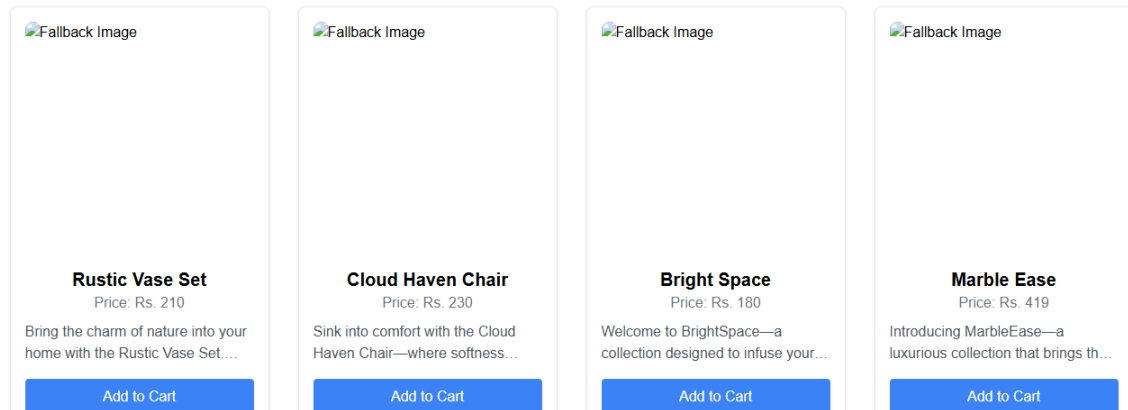 Fallback Image
Fallback Image
Fallback Image
Fallback Image
Rustic Vase Set
Price: Rs. 210
Bring the charm of nature into your
home with the Rustic Vase Set....
Add to Cart
Cloud Haven Chair
Price: Rs. 230
Sink into comfort with the Cloud
Haven Chair—where softness...
Add to Cart
Bright Space
Price: Rs. 180
Welcome to BrightSpace—a
collection designed to infuse your...
Add to Cart
Marble Ease
Price: Rs. 419
Introducing MarbleEase—a
luxurious collection that brings th...
Add to Cart